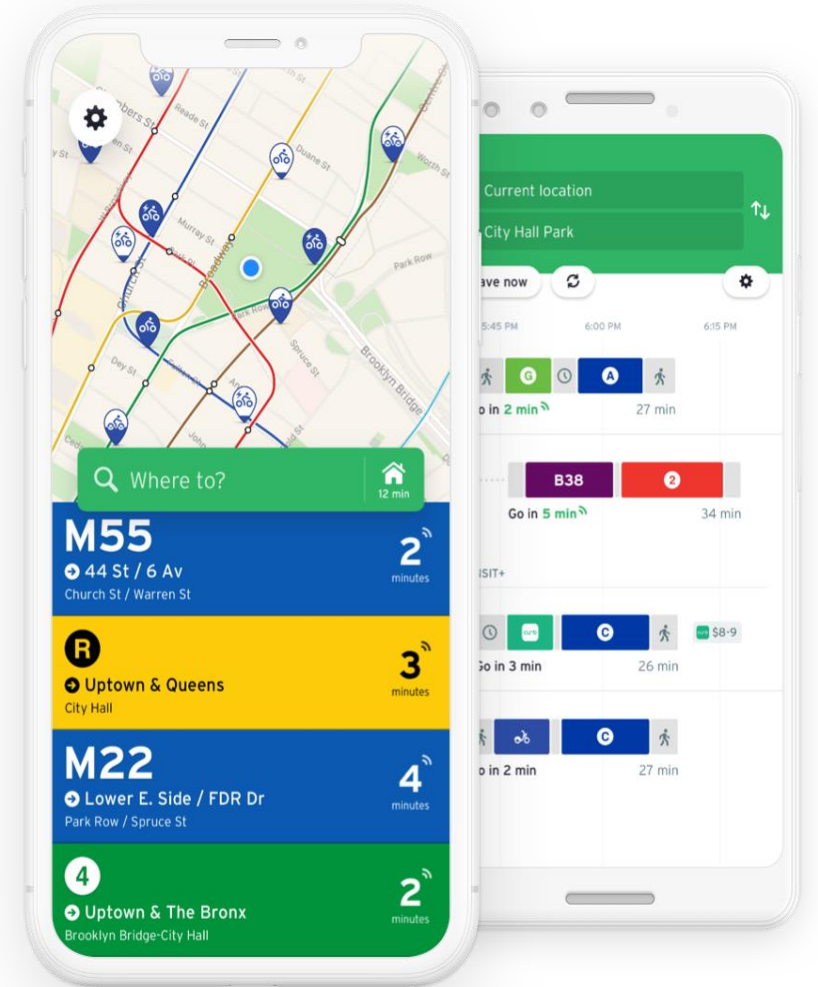 Reade St
Duane St
Worth St
Murray St
Park Pl
Church St
Broadway
Park Row
Park Row
Dey St
Spruce St
Brooklyn Bridge
Where to?
12 min
M55
44 St / 6 Av
Church St / Warren St
2
minutes
R
Uptown & Queens
City Hall
3
minutes
M22
Lower E. Side / FDR Dr
Park Row / Spruce St
4
minutes
4
Uptown & The Bronx
Brooklyn Bridge-City Hall
2
minutes
Current location
City Hall Park
ave now
5:45 PM 6:00 PM 6:15 PM
G A
o in 2 min 27 min
B38 2
Go in 5 min 34 min
NSIT+
C $8-9
Go in 3 min 26 min
C
o in 2 min 27 min